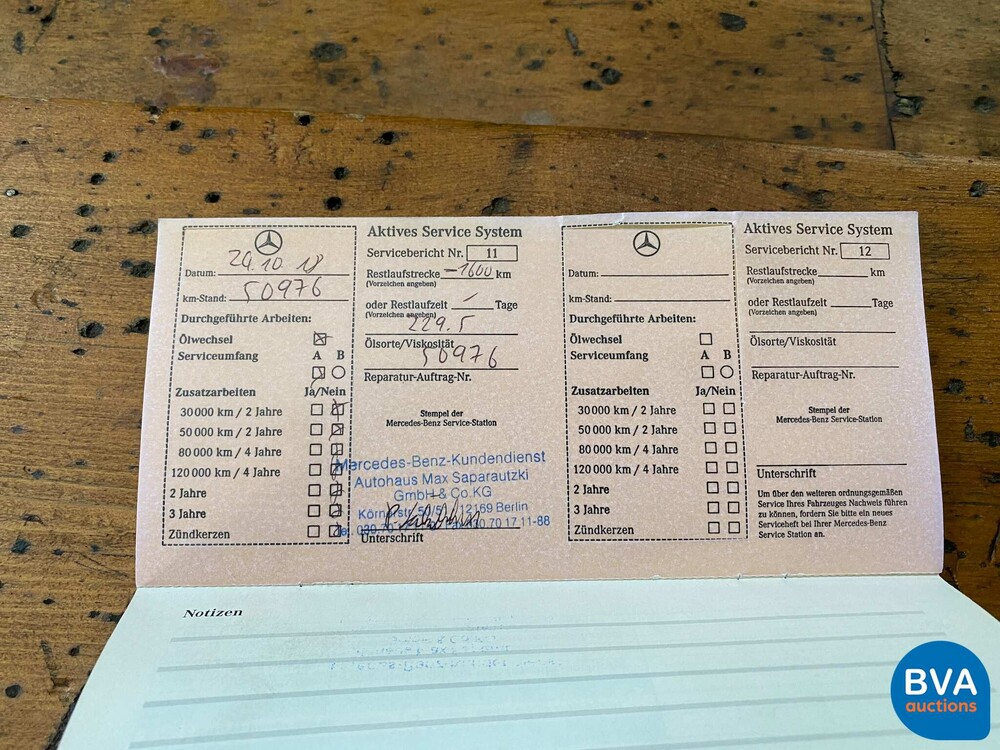 Datum: 29.10.18
km-Stand: 50976
Durchgeführte Arbeiten:
Ölwechsel
Serviceumfang A B
Zusatzarbeiten Ja/Nein
30 000 km / 2 Jahre
50 000 km / 2 Jahre
80 000 km / 4 Jahre
120 000 km / 4 Jahre
2 Jahre
3 Jahre
Zündkerzen
Aktives Service System
Servicebericht Nr. 11
Restlaufstrecke -1600 km
(Vorzeichen angeben)
oder Restlaufzeit / Tage
(Vorzeichen angeben)
229.5
Ölsorte/Viskosität
50976
Reparatur-Auftrag-Nr.
Stempel der
Mercedes-Benz Service-Station
Mercedes-Benz-Kundendienst
Autohaus Max Saparautzki
GmbH & Co. KG
12169 Berlin
70 17 11-88
Unterschrift
Datum:
km-Stand:
Durchgeführte Arbeiten:
Ölwechsel
Serviceumfang A B
Zusatzarbeiten Ja/Nein
30 000 km / 2 Jahre
50 000 km / 2 Jahre
80 000 km / 4 Jahre
120 000 km / 4 Jahre
2 Jahre
3 Jahre
Zündkerzen
Aktives Service System
Servicebericht Nr. 12
Restlaufstrecke km
(Vorzeichen angeben)
oder Restlaufzeit Tage
(Vorzeichen angeben)
Ölsorte/Viskosität
Reparatur-Auftrag-Nr.
Stempel der
Mercedes-Benz Service-Station
Unterschrift
Um über den weiteren ordnungsgemäßen
Service Ihres Fahrzeuges Nachweis führen
zu können, fordern Sie bitte ein neues
Serviceheft bei Ihrer Mercedes-Benz
Service Station an.
Notizen
BVA
auctions